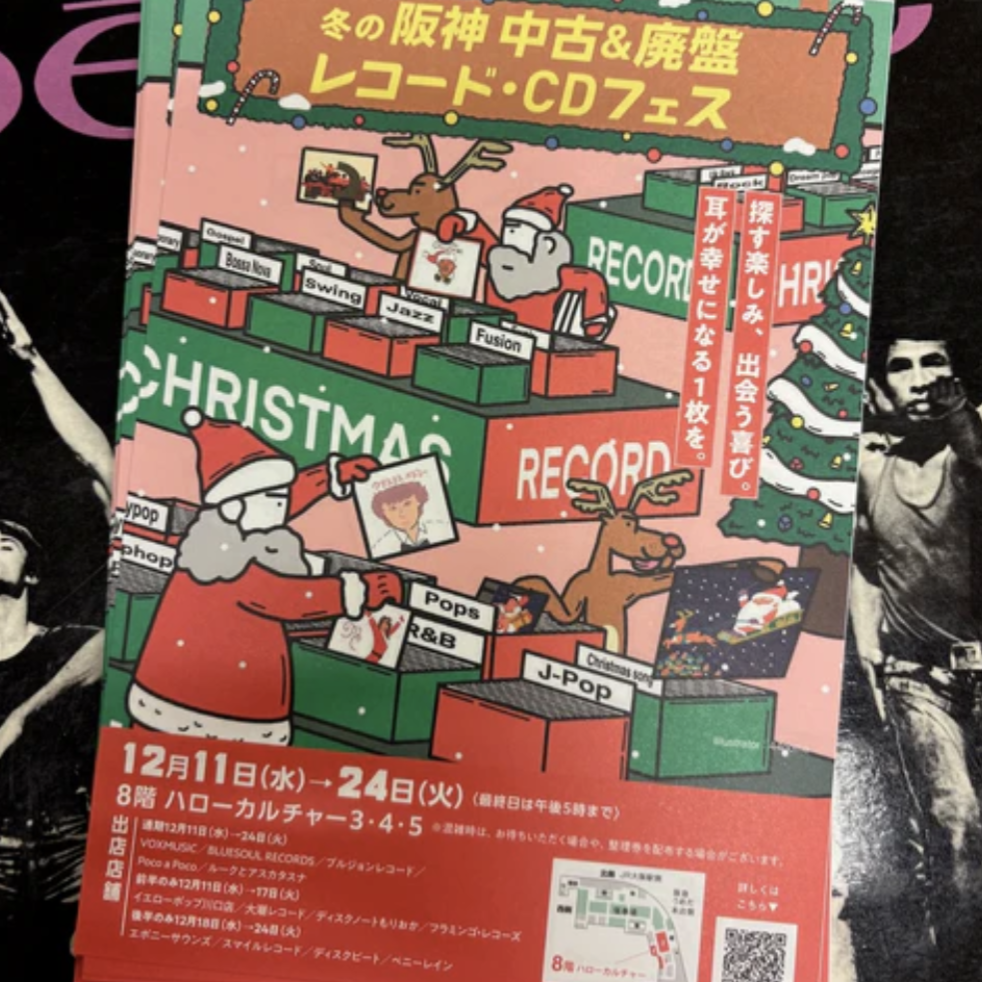 冬の 阪神 中古&廃盤
レコード・CDフェス
Rock
RECORD
CHRI
探す楽しみ、出会う喜び。
耳が幸せになる1枚を。
Gospel
Bossa Nova
Soul
Swing
Vocal
Jazz
Fusion
CHRISTMAS
RECORD
ypop
phop
Pops
R&B
Christmas song
J-Pop
Illustrator
12月11日(水)→24日(火)〈最終日は午後5時まで〉
8階 ハローカルチャー3・4・5 ※混雑時は、お待ちいただく場合や、整理券を配布する場合がございます。
出店店舗
通期12月11日(水)→24日(火)
VOXMUSIC/BLUESOUL RECORDS/ブルジョンレコード/
Poco a Poco/ルークとアスカタスナ
前半のみ12月11日(水)→17日(火)
イエローポップ川口店/大曜レコード/ディスクノートもりおか/フラミンゴ・レコーズ
後半のみ12月18日(水)→24日(火)
エボニーサウンズ/スマイルレコード/ディスクビート/ペニーレイン
JR大阪駅側
8階 ハローカルチャー
詳しくは
こちら▼